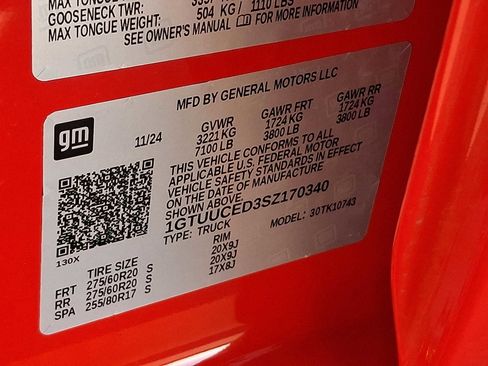 GOOSENECK TWR: 504 KG / 1110 LBS
MAX TONGUE WEIGHT:
SEE OWNER'S MANUAL FOR MORE INFORMATION
MFD BY GENERAL MOTORS LLC
gm
11/24
GVWR GAWR FRT GAWR RR
3221 KG 1724 KG 1724 KG
7100 LB 3800 LB 3800 LB
THIS VEHICLE CONFORMS TO ALL
APPLICABLE U.S. FEDERAL MOTOR
VEHICLE SAFETY STANDARDS IN EFFECT
ON THE DATE OF MANUFACTURE
SHOWN ABOVE
1GTUUCED3SZ170340
TYPE: TRUCK MODEL: 30TK10743
130X
TIRE SIZE RIM
FRT 275/60R20 S 20X9J
RR 275/60R20 S 20X9J
SPA 255/80R17 S 17X8J